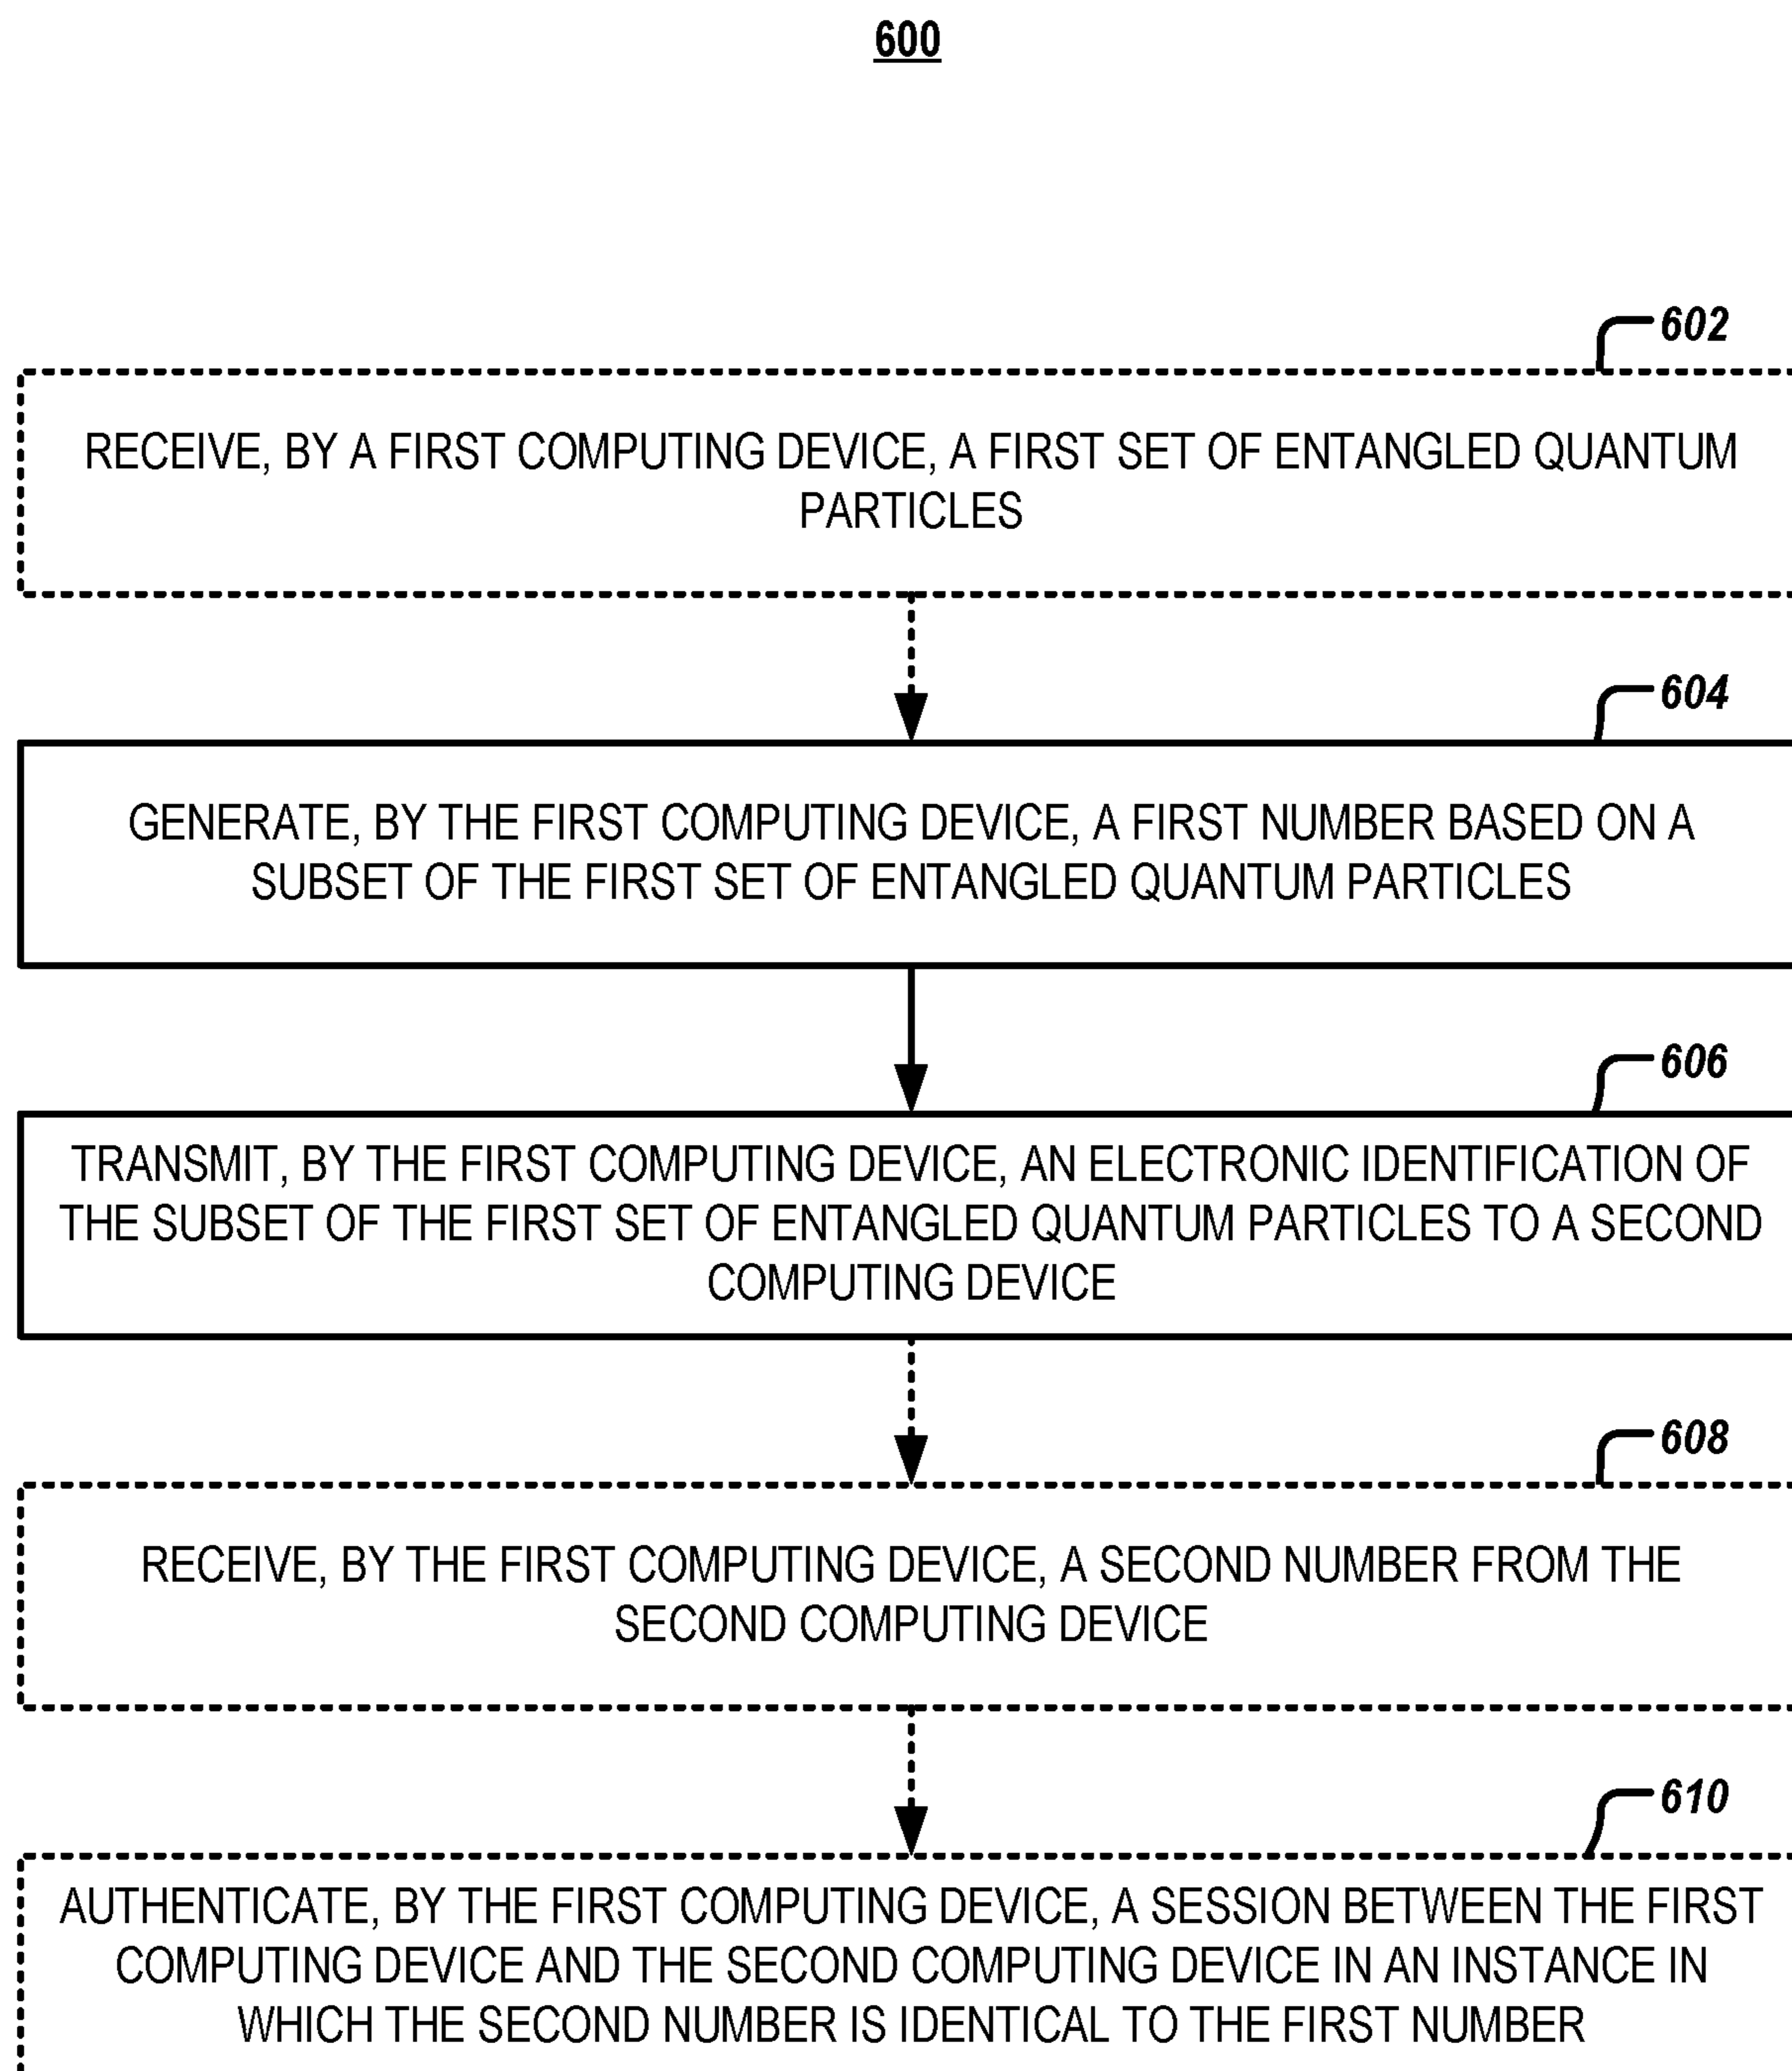 600
602
RECEIVE, BY A FIRST COMPUTING DEVICE, A FIRST SET OF ENTANGLED QUANTUM
PARTICLES
604
GENERATE, BY THE FIRST COMPUTING DEVICE, A FIRST NUMBER BASED ON A
SUBSET OF THE FIRST SET OF ENTANGLED QUANTUM PARTICLES
606
TRANSMIT, BY THE FIRST COMPUTING DEVICE, AN ELECTRONIC IDENTIFICATION OF
THE SUBSET OF THE FIRST SET OF ENTANGLED QUANTUM PARTICLES TO A SECOND
COMPUTING DEVICE
608
RECEIVE, BY THE FIRST COMPUTING DEVICE, A SECOND NUMBER FROM THE
SECOND COMPUTING DEVICE
610
AUTHENTICATE, BY THE FIRST COMPUTING DEVICE, A SESSION BETWEEN THE FIRST
COMPUTING DEVICE AND THE SECOND COMPUTING DEVICE IN AN INSTANCE IN
WHICH THE SECOND NUMBER IS IDENTICAL TO THE FIRST NUMBER